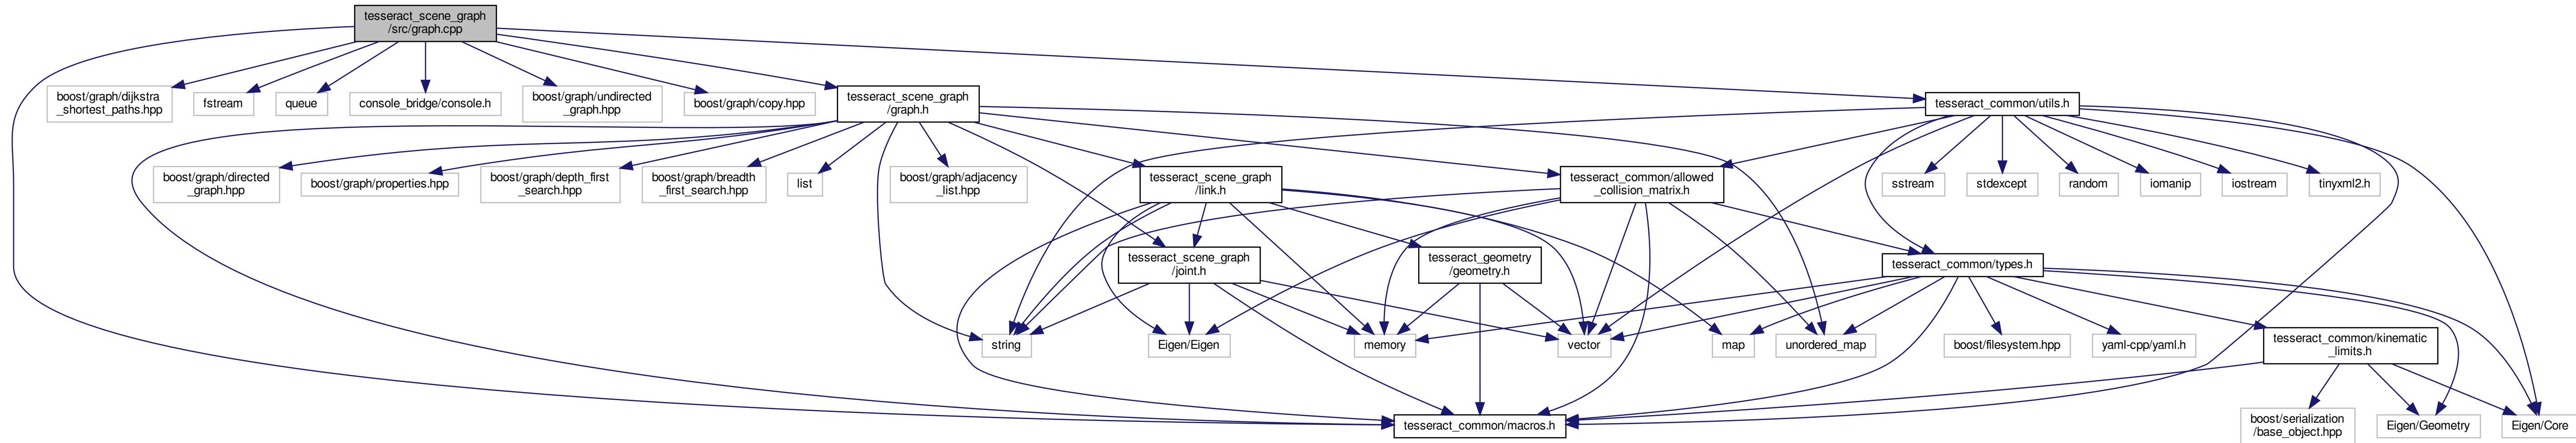 tesseract_scene_graph
/src/graph.cpp
boost/graph/dijkstra
_shortest_paths.hpp
fstream
queue
console_bridge/console.h
boost/graph/undirected
_graph.hpp
boost/graph/copy.hpp
tesseract_scene_graph
/graph.h
tesseract_common/utils.h
boost/graph/directed
_graph.hpp
boost/graph/properties.hpp
boost/graph/depth_first
_search.hpp
boost/graph/breadth
_first_search.hpp
list
boost/graph/adjacency
_list.hpp
tesseract_scene_graph
/link.h
tesseract_common/allowed
_collision_matrix.h
sstream
stdexcept
random
iomanip
iostream
tinyxml2.h
tesseract_scene_graph
/joint.h
tesseract_geometry
/geometry.h
tesseract_common/types.h
string
Eigen/Eigen
memory
vector
map
unordered_map
boost/filesystem.hpp
yaml-cpp/yaml.h
tesseract_common/kinematic
_limits.h
tesseract_common/macros.h
boost/serialization
/base_object.hpp
Eigen/Geometry
Eigen/Core